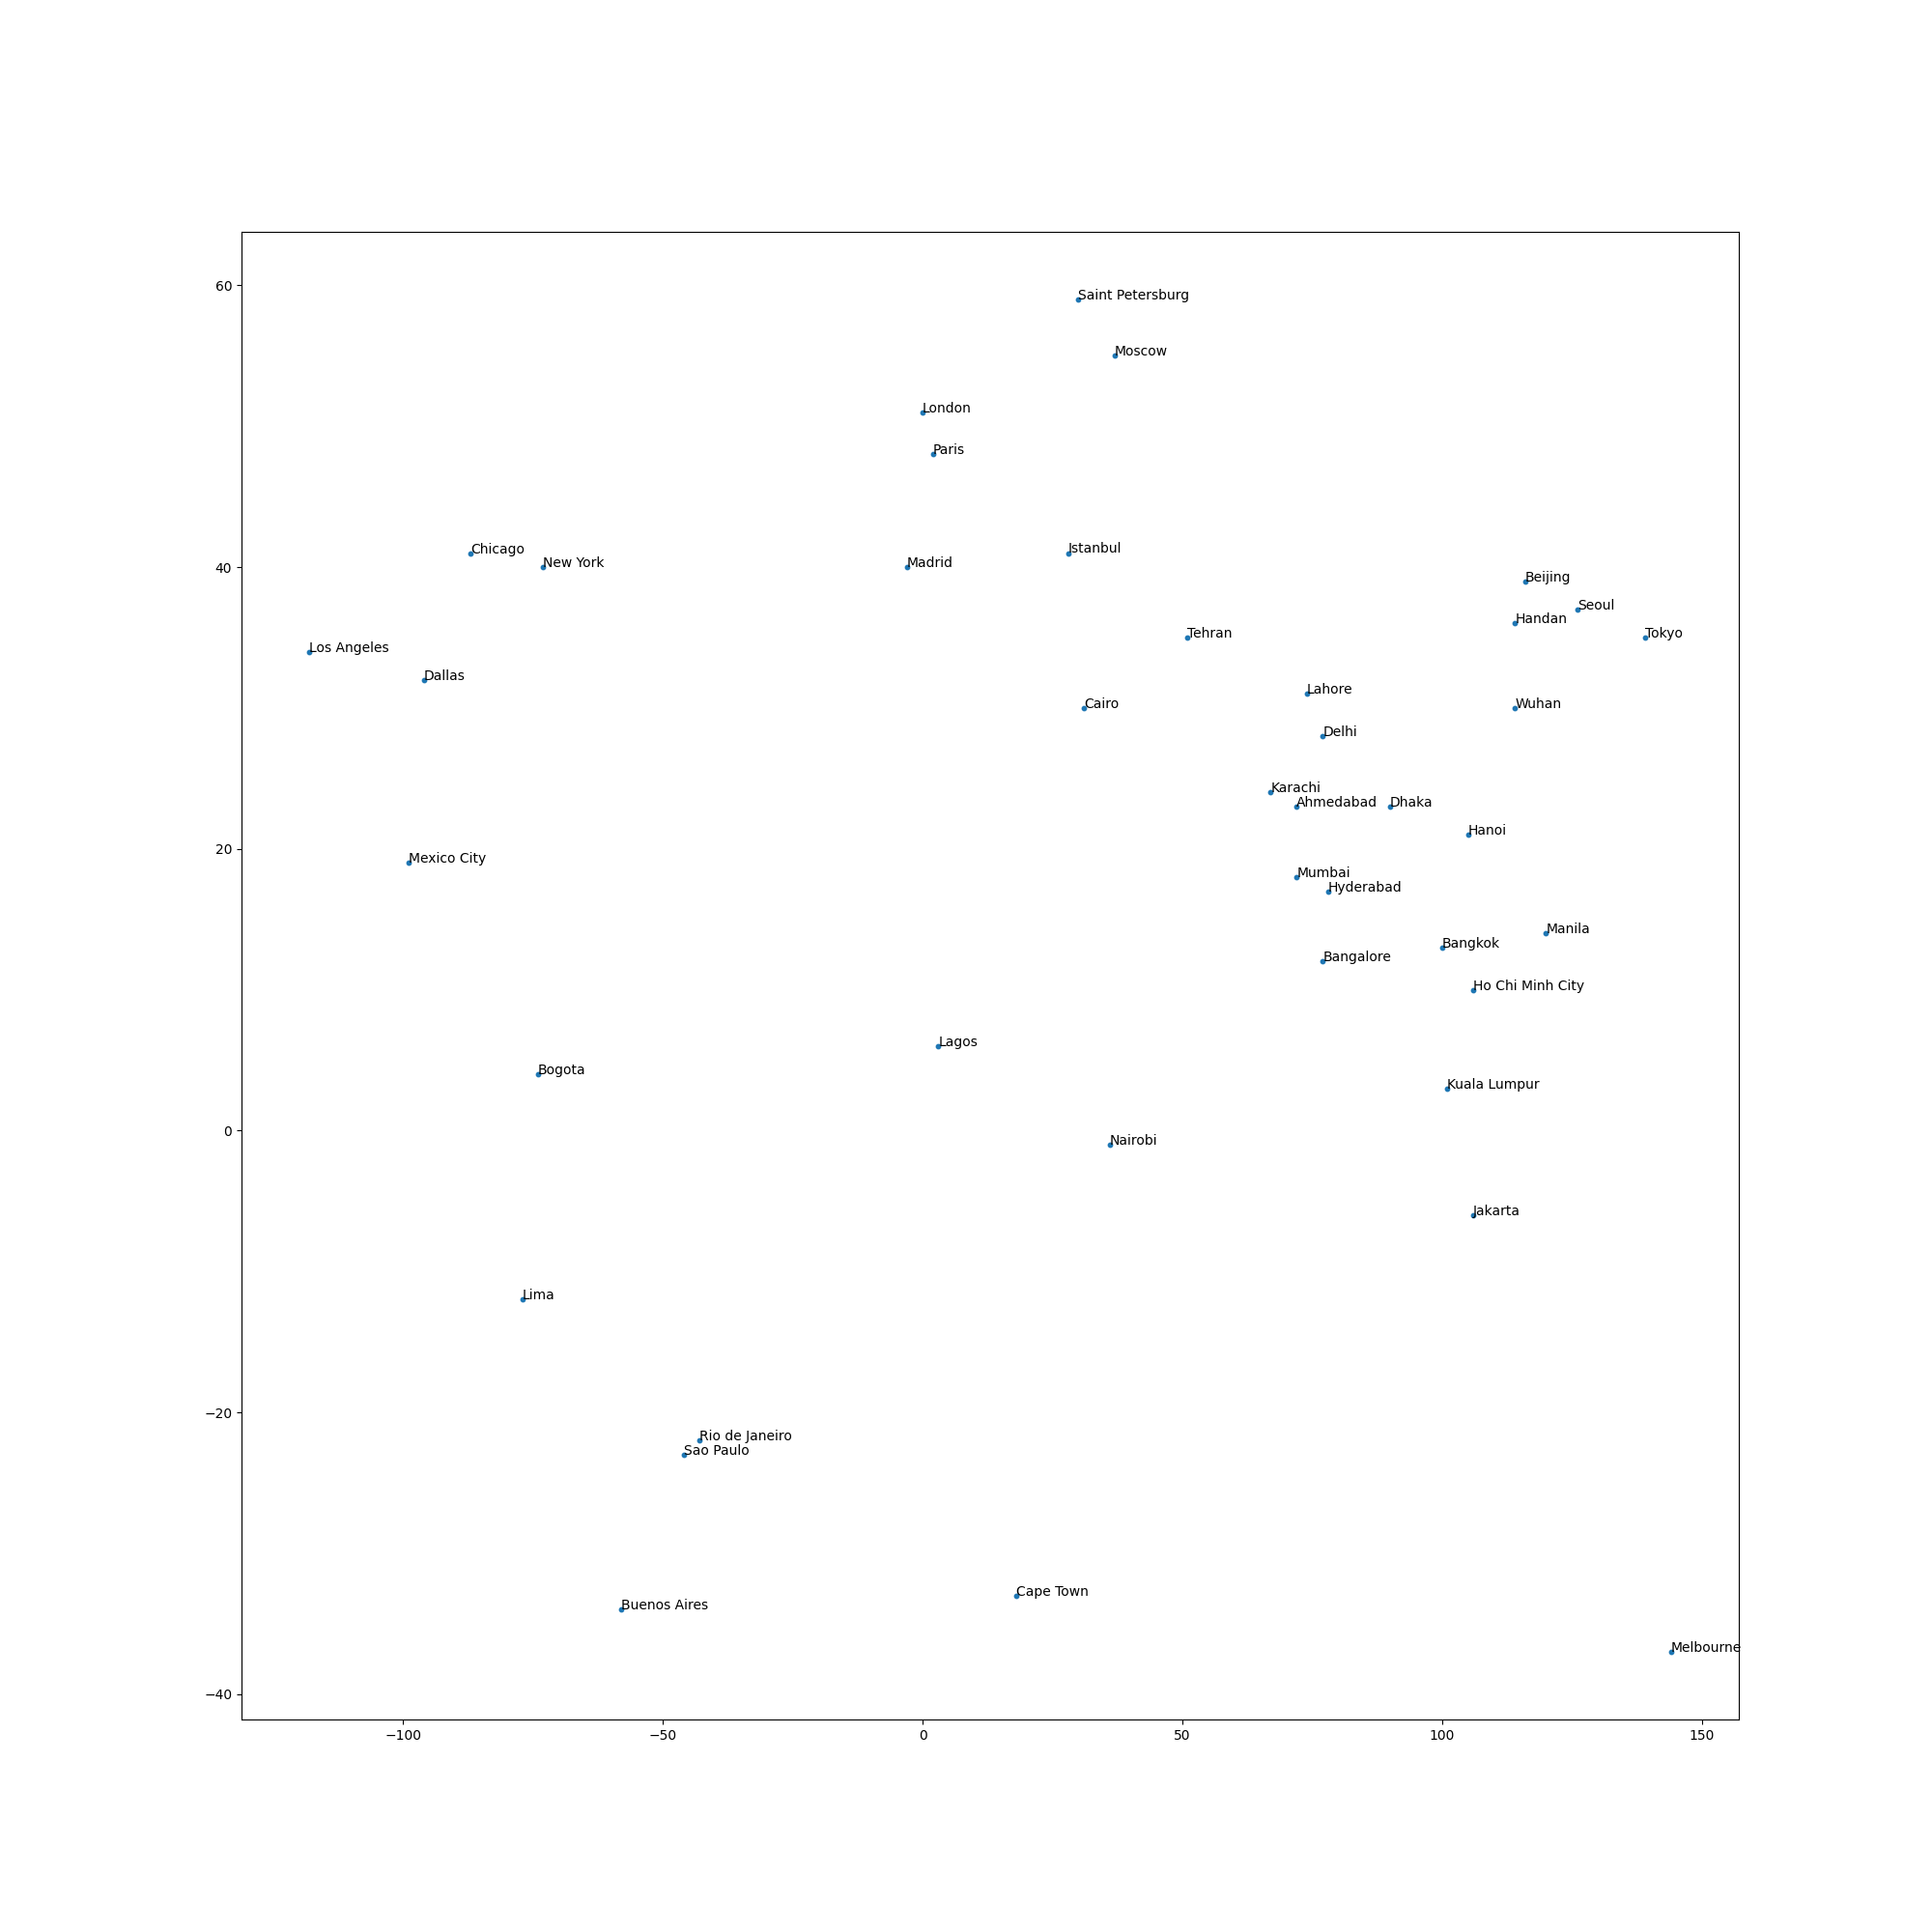 60
Saint Petersburg
Moscow
London
Paris
Chicago
New York
Madrid
Istanbul
40
Beijing
Seoul
Handan
Tehran
Tokyo
Los Angeles
Dallas
Lahore
Cairo
Wuhan
Delhi
Karachi
Ahmedabad
Dhaka
Hanoi
20
Mexico City
Mumbai
Hyderabad
Manila
Bangkok
Bangalore
Ho Chi Minh City
Lagos
Bogota
Kuala Lumpur
0
Nairobi
Jakarta
Lima
−20
Rio de Janeiro
Sao Paulo
Cape Town
Buenos Aires
Melbourne
−40
−100
−50
0
50
100
150